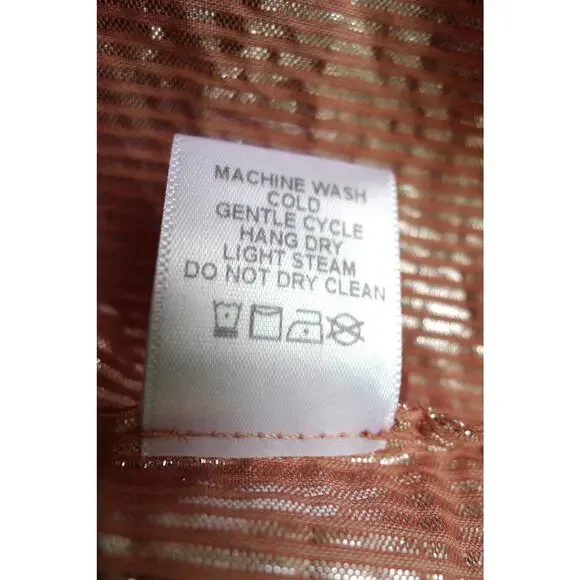 MACHINE WASH
COLD
GENTLE CYCLE
HANG DRY
LIGHT STEAM
DO NOT DRY CLEAN